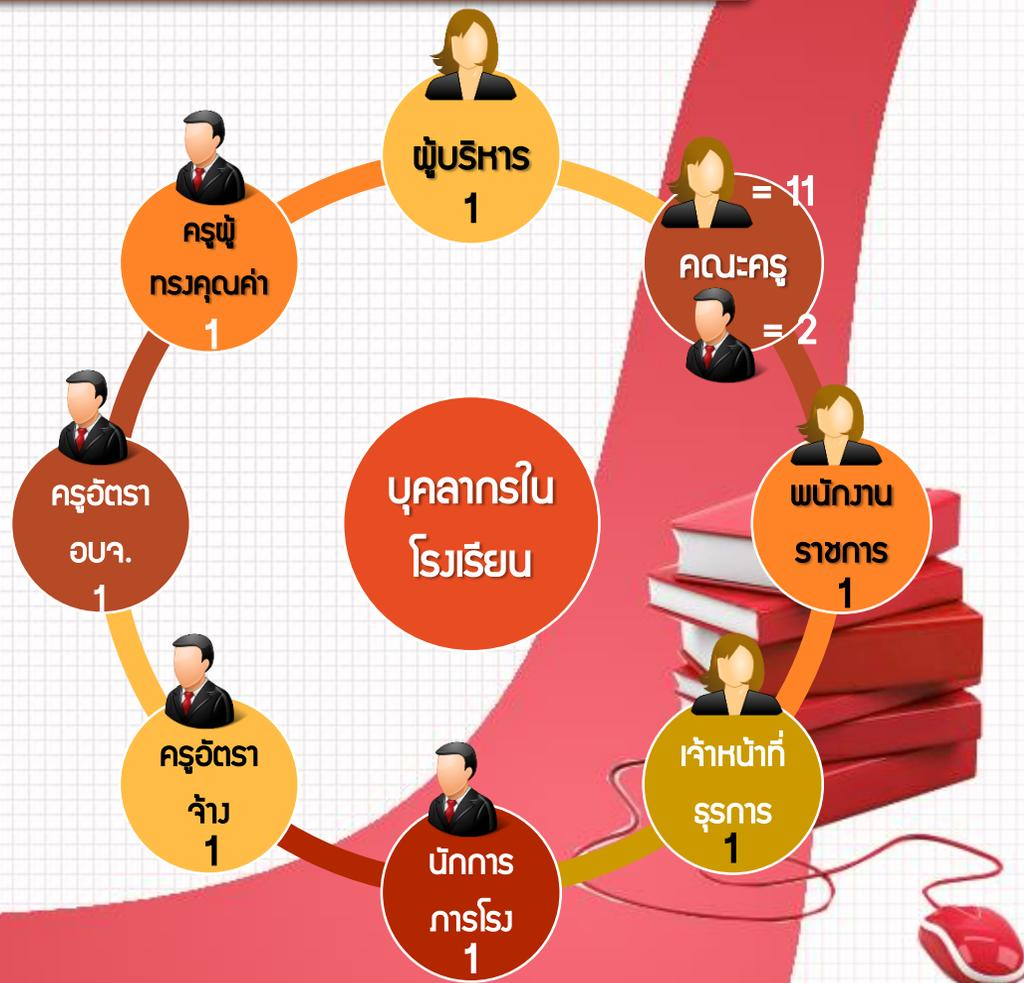 ผู้บริหาร
1
= 11
คณะครู
= 2
พนักงาน
ราชการ
1
เจ้าหน้าที่
ธุรการ
1
นักการ
ภารโรง
1
ครูอัตรา
จ้าง
1
ครูอัตรา
อบจ.
1
ครูผู้
ทรงคุณค่า
1
บุคลากรใน
โรงเรียน